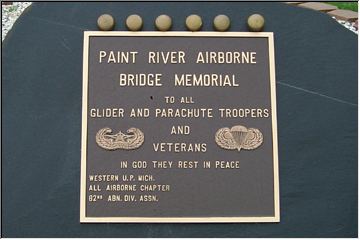 PAINT RIVER AIRBORNE
BRIDGE MEMORIAL
TO ALL
GLIDER AND PARACHUTE TROOPERS
AND
VETERANS
IN GOD THEY REST IN PEACE
WESTERN U.P. MICH.
ALL AIRBORNE CHAPTER
82ND ABN. DIV. ASSN.